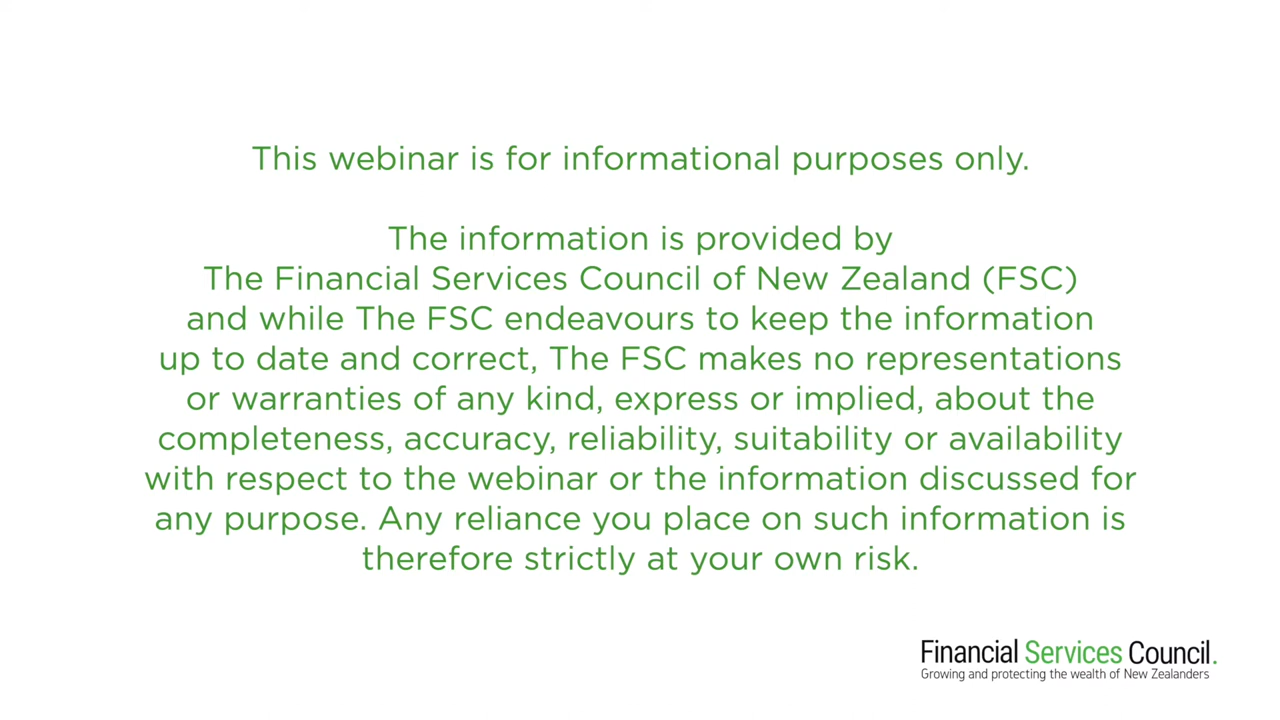 This webinar is for informational purposes only.
The information is provided by
The Financial Services Council of New Zealand (FSC)
and while The FSC endeavours to keep the information
up to date and correct, The FSC makes no representations
or warranties of any kind, express or implied, about the
completeness, accuracy, reliability, suitability or availability
with respect to the webinar or the information discussed for
any purpose. Any reliance you place on such information is
therefore strictly at your own risk.
Financial Services Council.
Growing and protecting the wealth of New Zealanders